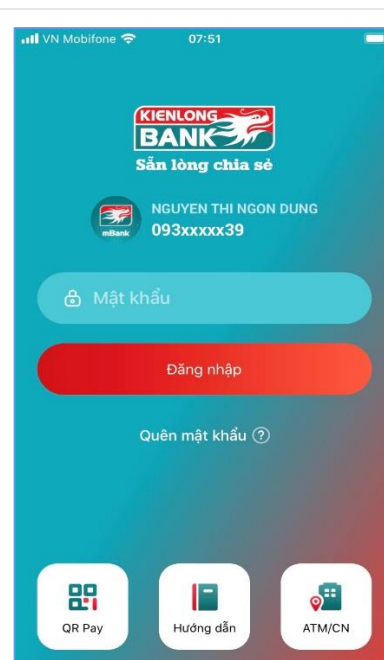 VN Mobifone 07:51
KIENLONG
BANK
Sẵn lòng chia sẻ
NGUYEN THI NGON DUNG
mBank 093xxxxx39
Mật khẩu
Đăng nhập
Quên mật khẩu ?
QR Pay Hướng dẫn ATM/CN